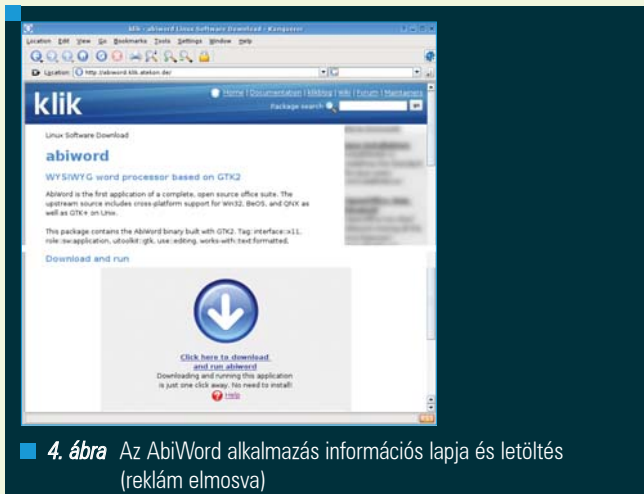 klik - abiword Linux Software Download - Konqueror
Location Edit View Go Bookmarks Tools Settings Window Help
Location: http://abiword.klik.atekon.de/
klik
Home | Documentation | klikblog | Wiki | Forum | Maintainers
Package search
Linux Software Download
abiword
WYSIWYG word processor based on GTK2
AbiWord is the first application of a complete, open source office suite. The
upstream source includes cross-platform support for Win32, BeOS, and QNX as
well as GTK+ on Unix.
This package contains the AbiWord binary built with GTK2. Tag: interface::x11,
role::sw:application, uitoolkit::gtk, use::editing, works-with::text:formatted,
Download and run
Click here to download
and run abiword
Downloading and running this application
is just one click away. No need to install!
Help
4. ábra Az AbiWord alkalmazás információs lapja és letöltés
(reklám elmosva)